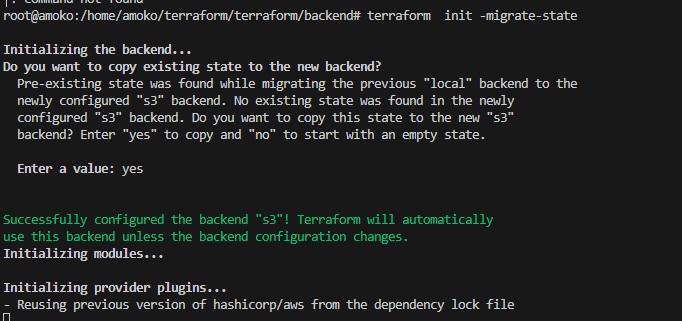 |: command not found
root@amoko:/home/amoko/terraform/terraform/backend# terraform  init -migrate-state
Initializing the backend...
Do you want to copy existing state to the new backend?
  Pre-existing state was found while migrating the previous "local" backend to the
  newly configured "s3" backend. No existing state was found in the newly
  configured "s3" backend. Do you want to copy this state to the new "s3"
  backend? Enter "yes" to copy and "no" to start with an empty state.
  Enter a value: yes
Successfully configured the backend "s3"! Terraform will automatically
use this backend unless the backend configuration changes.
Initializing modules...
Initializing provider plugins...
- Reusing previous version of hashicorp/aws from the dependency lock file